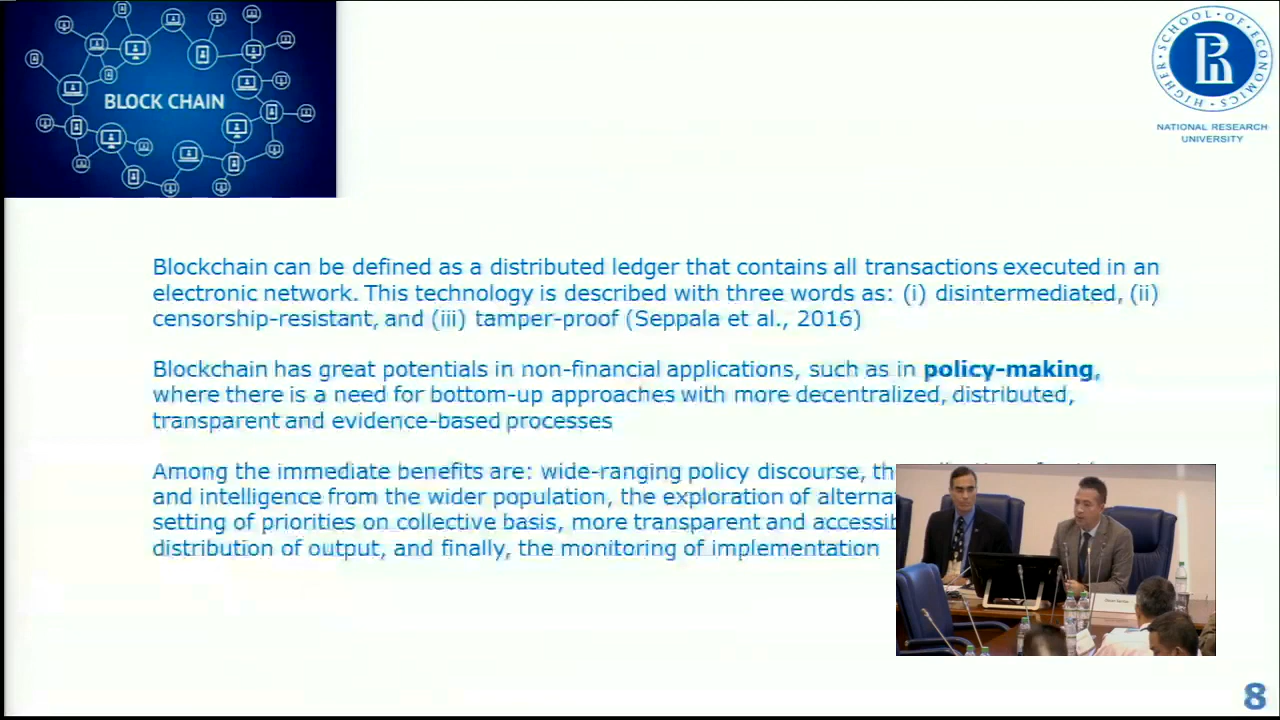 BLOCK CHAIN
HIGHER · SCHOOL · OF · ECONOMICS
NATIONAL RESEARCH
UNIVERSITY
Blockchain can be defined as a distributed ledger that contains all transactions executed in an
electronic network. This technology is described with three words as: (i) disintermediated, (ii)
censorship-resistant, and (iii) tamper-proof (Seppala et al., 2016)
Blockchain has great potentials in non-financial applications, such as in policy-making,
where there is a need for bottom-up approaches with more decentralized, distributed,
transparent and evidence-based processes
Among the immediate benefits are: wide-ranging policy discourse,
and intelligence from the wider population, the exploration of
setting of priorities on collective basis, more transparent and
distribution of output, and finally, the monitoring of implementation
8